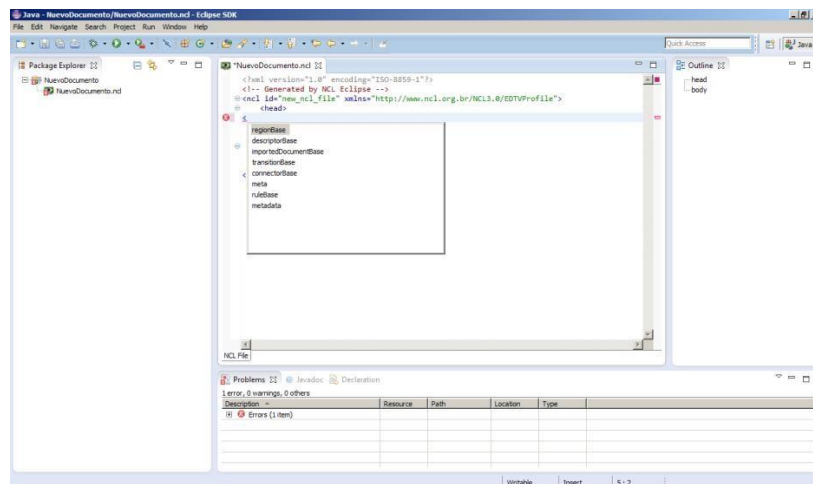 Java - NuevoDocumento/NuevoDocumento.ncl - Eclipse SDK
File Edit Navigate Search Project Run Window Help
Quick Access
Java
Package Explorer
NuevoDocumento
NuevoDocumento.ncl
*NuevoDocumento.ncl
<?xml version="1.0" encoding="ISO-8859-1"?>
<!-- Generated by NCL Eclipse -->
<ncl id="new_ncl_file" xmlns="http://www.ncl.org.br/NCL3.0/EDTVProfile">
<head>
<
regionBase
descriptorBase
importedDocumentBase
transitionBase
connectorBase
<
meta
ruleBase
metadata
NCL File
Outline
head
body
Problems Javadoc Declaration
1 error, 0 warnings, 0 others
Description Resource Path Location Type
Errors (1 item)
Writable Insert 5 : 2